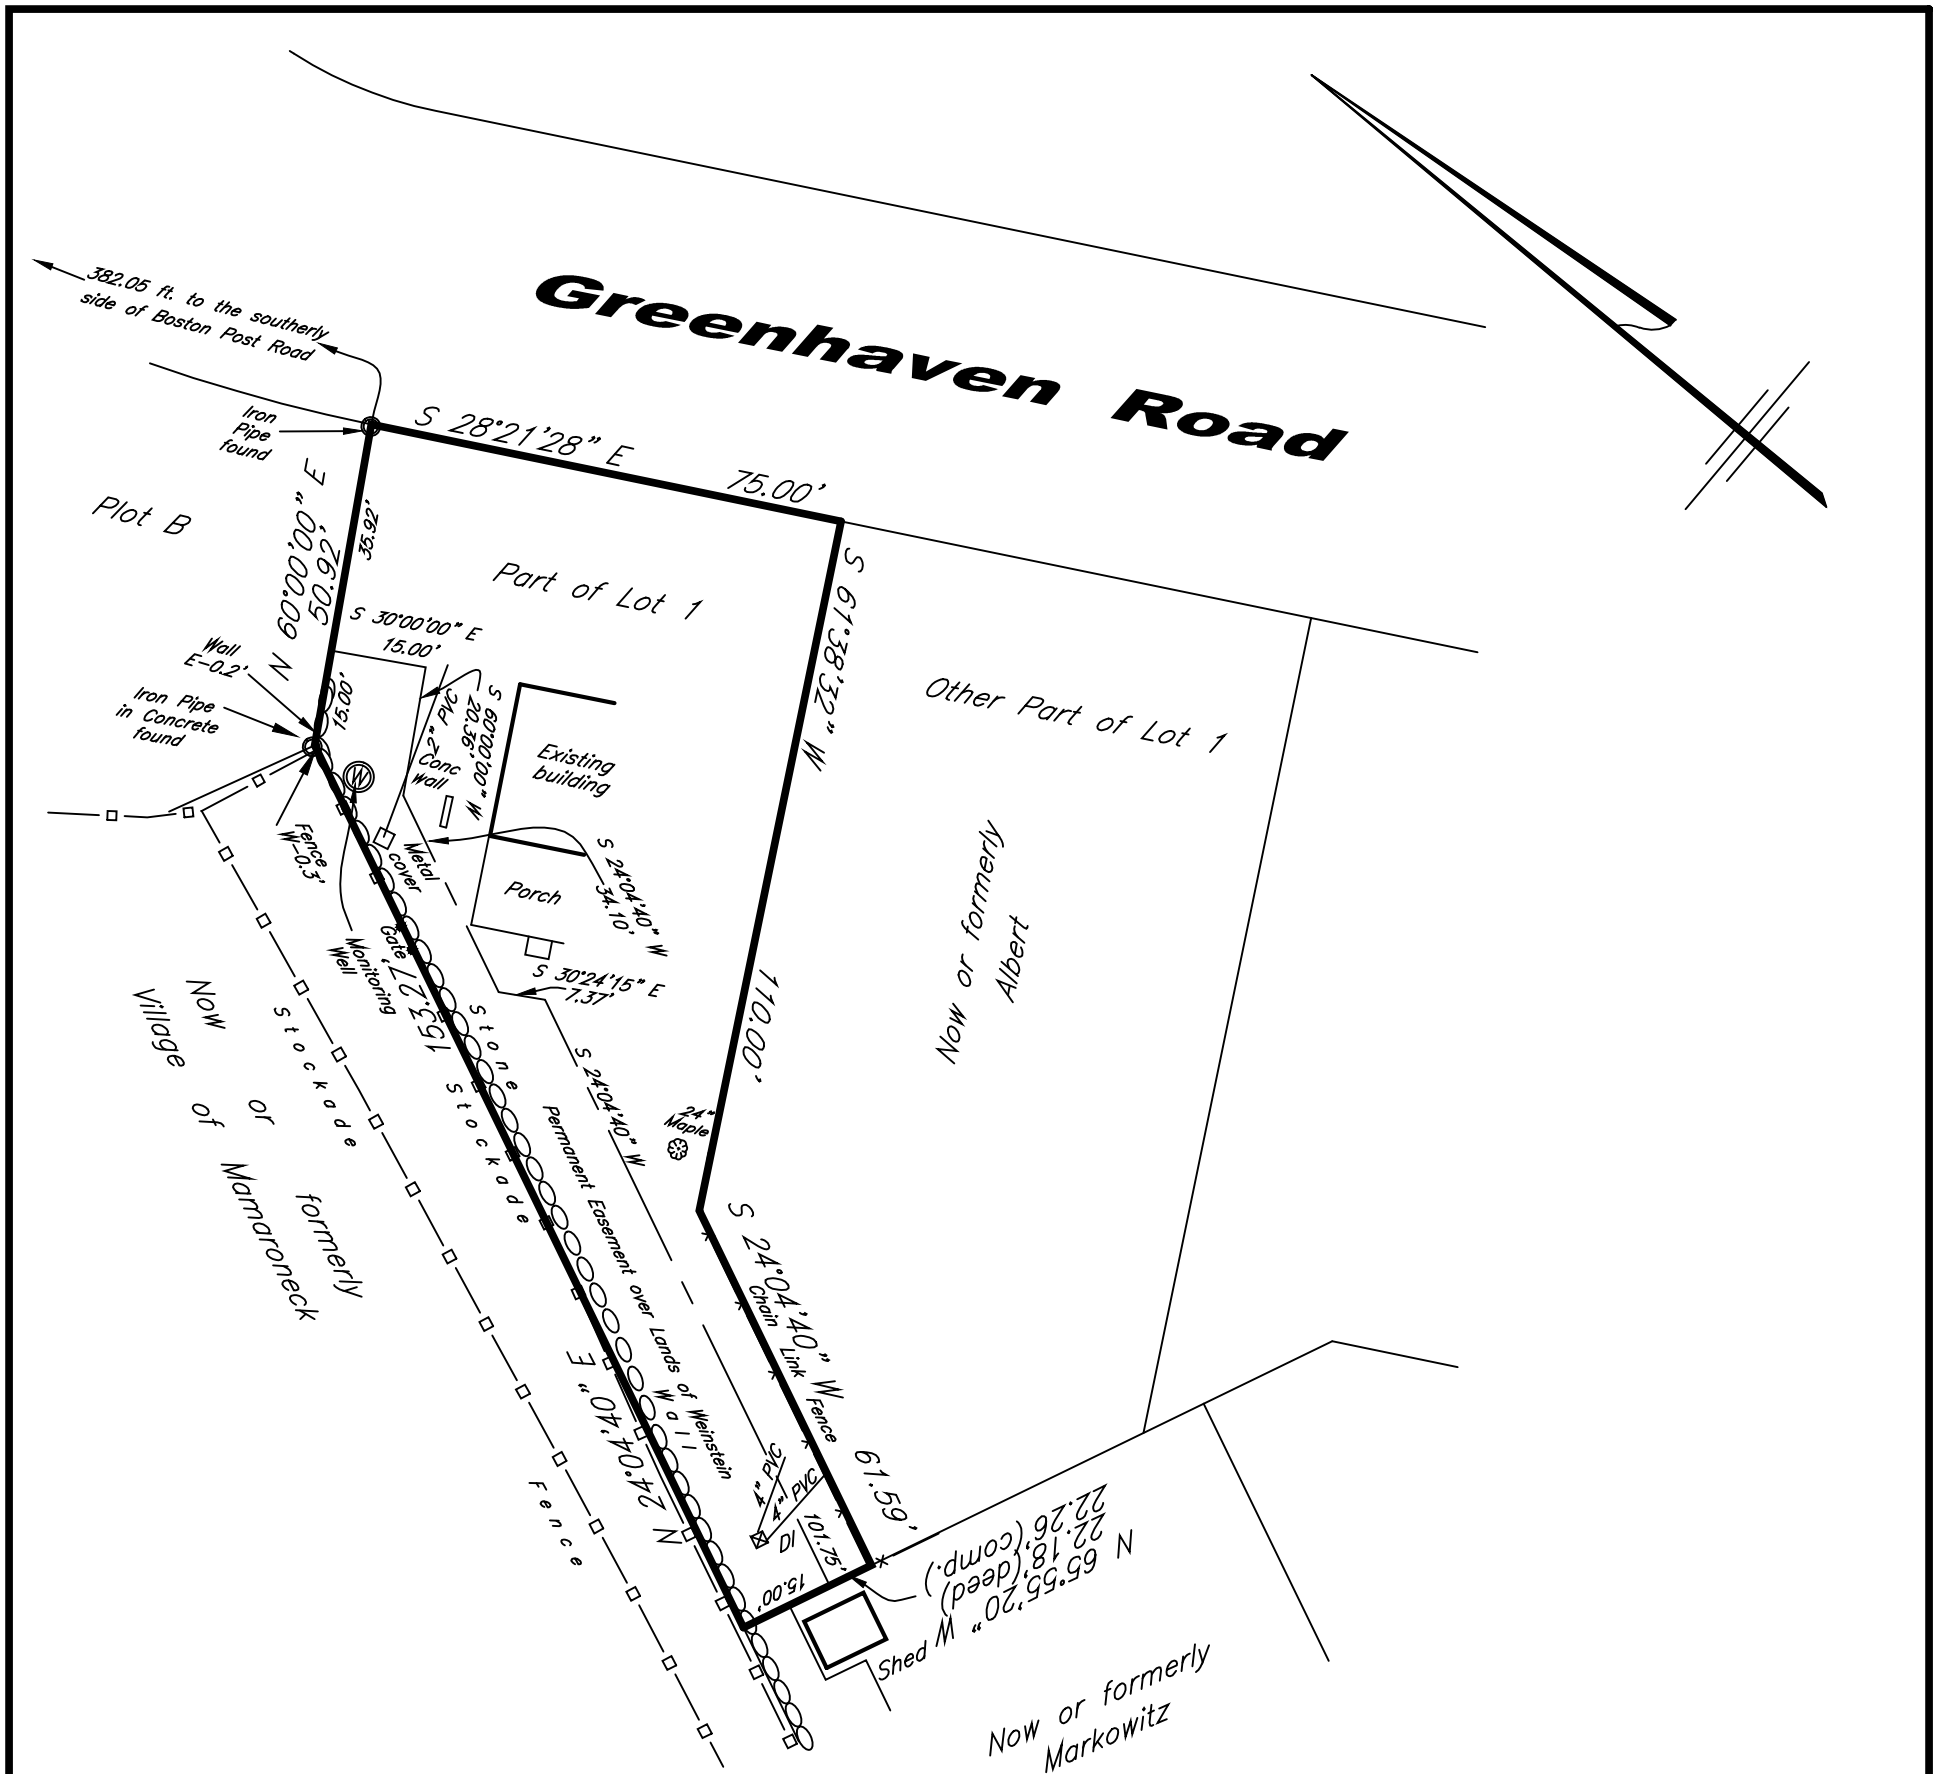 382.05 ft. to the southerly
side of Boston Post Road
Greenhaven Road
Iron
Pipe
found
S 28°21'28" E
75.00'
Plot B
N 60°00'00" E
50.92'
35.92'
Part of Lot 1
S 30°00'00" E
15.00'
S 61°38'32" W
110.00'
Wall
E-0.2'
Iron Pipe
in Concrete
found
15.00'
2" PVC
S 60°00'00" W
20.36'
Conc
Wall
Existing
building
Other Part of Lot 1
W
Fence
W-0.3'
Metal
cover
Porch
S 24°04'40" W
34.10'
Now or formerly
Albert
Gate
Monitoring
Well
S 30°24'15" E
7.37'
153.27'
N 24°04'40" E
Now or formerly
Village of Mamaroneck
Stockade
Fence
Stone
Wall
Stockade
Permanent Easement over Lands of Weinstein
S 24°04'40" W
101.75'
24"
Maple
S 24°04'40" W
61.59'
Chain Link Fence
4" PVC
4" PVC
DI
15.00'
N 65°55'20" W
22.18'(deed)
22.26'(comp.)
Shed
Now or formerly
Markowitz